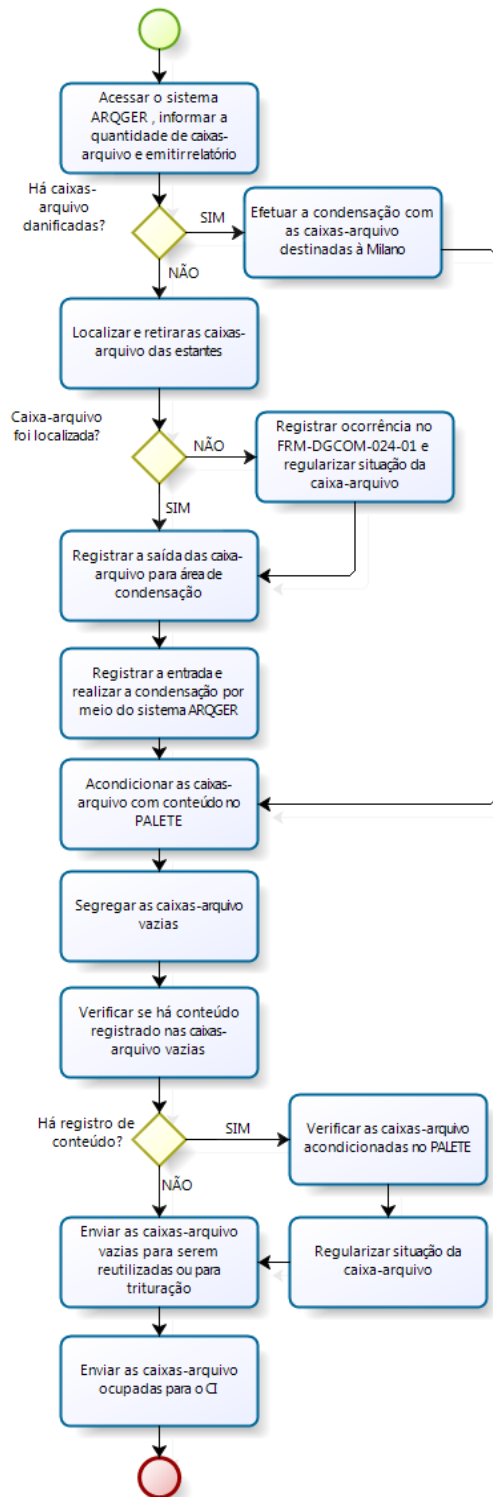 Acessar o sistema
ARQGER , informar a
quantidade de caixas-
arquivo e emitir relatório
Há caixas-
arquivo
danificadas?
SIM
Efetuar a condensação com
as caixas-arquivo
destinadas à Milano
NÃO
Localizar e retirar as caixas-
arquivo das estantes
Caixa-arquivo
foi localizada?
NÃO
Registrar ocorrência no
FRM-DGCOM-024-01 e
regularizar situação da
caixa-arquivo
SIM
Registrar a saída das caixa-
arquivo para área de
condensação
Registrar a entrada e
realizar a condensação por
meio do sistema ARQGER
Acondicionar as caixas-
arquivo com conteúdo no
PALETE
Segregar as caixas-arquivo
vazias
Verificar se há conteúdo
registrado nas caixas-
arquivo vazias
Há registro de
conteúdo?
SIM
Verificar as caixas-arquivo
acondicionadas no PALETE
NÃO
Enviar as caixas-arquivo
vazias para serem
reutilizadas ou para
trituração
Regularizar situação da
caixa-arquivo
Enviar as caixas-arquivo
ocupadas para o CI